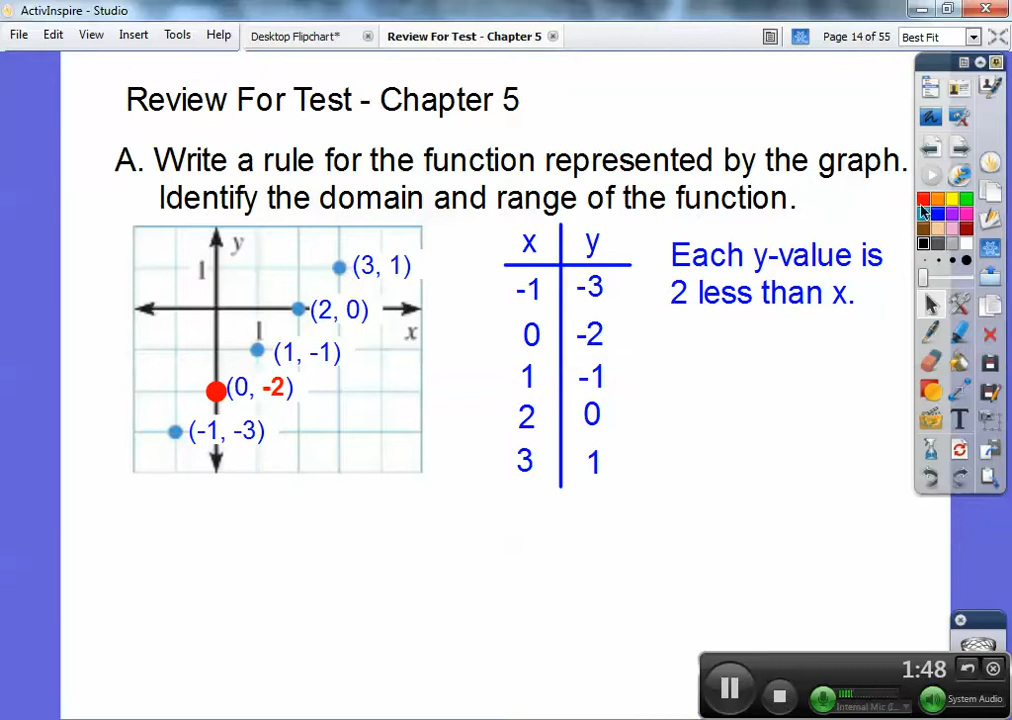 ActivInspire - Studio
File Edit View Insert Tools Help Desktop Flipchart* Review For Test - Chapter 5 Page 14 of 55 Best Fit
Review For Test - Chapter 5
A. Write a rule for the function represented by the graph.
Identify the domain and range of the function.
y
1
(3, 1)
(2, 0)
x
1
(1, -1)
(0, -2)
(-1, -3)
x y
-1 -3
0 -2
1 -1
2 0
3 1
Each y-value is
2 less than x.
T
1:48
Internal Mic (
System Audio